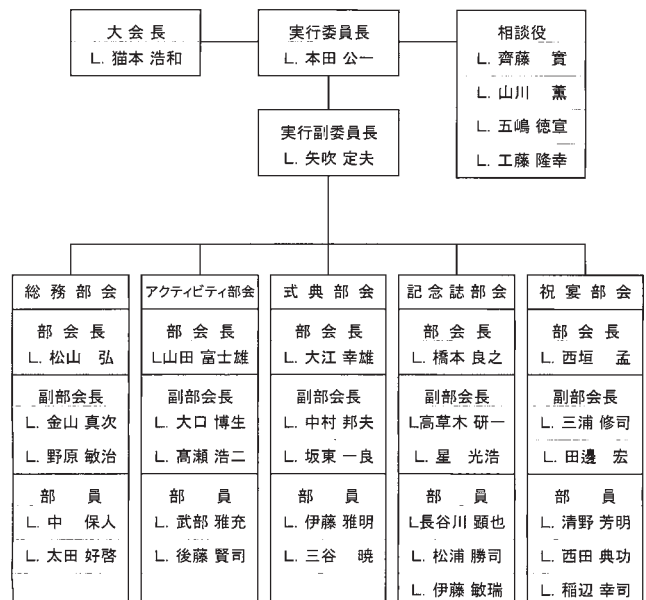 大会長
L. 猫本 浩和
実行委員長
L. 本田 公一
相談役
L. 齊藤 寛
L. 山川 薫
L. 五嶋 徳宣
L. 工藤 隆幸
実行副委員長
L. 矢吹 定夫
総務部会
部会長
L. 松山 弘
副部会長
L. 金山 真次
L. 野原 敏治
部員
L. 中 保人
L. 太田 好啓
アクティビティ部会
部会長
L.山田 富士雄
副部会長
L. 大口 博生
L. 高瀬 浩二
部員
L. 武部 雅充
L. 後藤 賢司
式典部会
部会長
L. 大江 幸雄
副部会長
L. 中村 邦夫
L. 坂東 一良
部員
L. 伊藤 雅明
L. 三谷 暁
記念誌部会
部会長
L. 橋本 良之
副部会長
L.高草木 研一
L. 星 光浩
部員
L.長谷川 顕也
L. 松浦 勝司
L. 伊藤 敏瑞
祝宴部会
部会長
L. 西垣 孟
副部会長
L. 三浦 修司
L. 田邊 宏
部員
L. 清野 芳明
L. 西田 典功
L. 稲辺 幸司